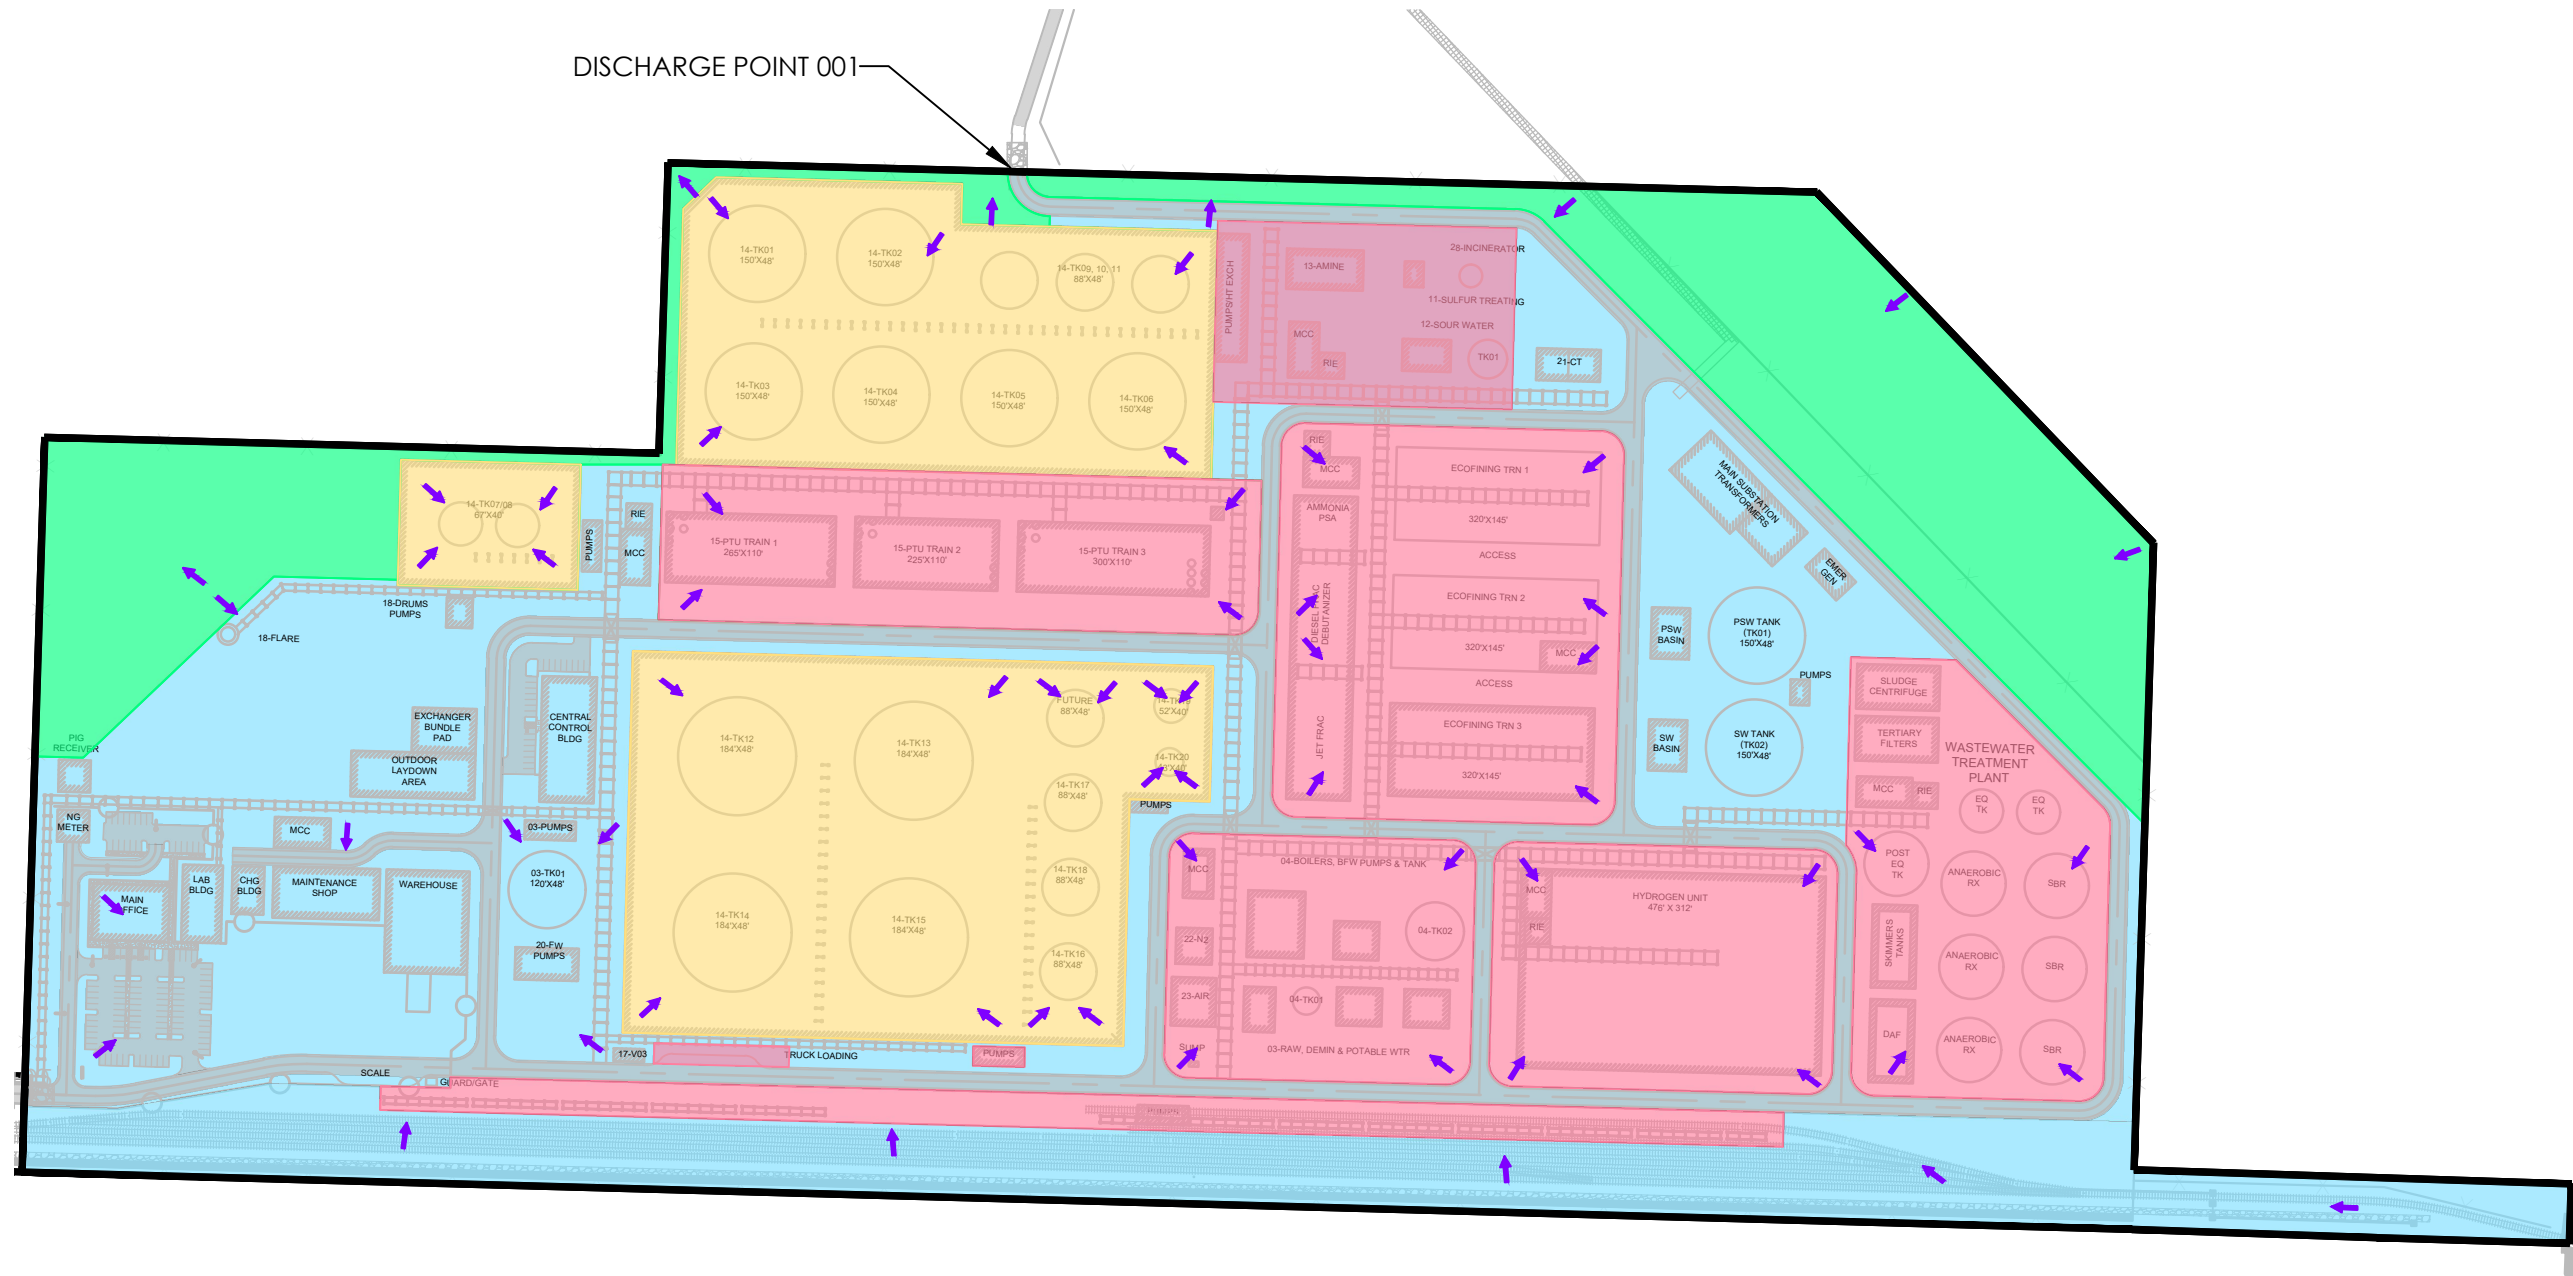 DISCHARGE POINT 001
14-TK01
150'X48'
14-TK02
150'X48'
14-TK09, 10, 11
88'X48'
PUMPS/HT EXCH
13-AMINE
28-INCINERATOR
11-SULFUR TREATING
12-SOUR WATER
MCC
RIE
TK01
21-CT
14-TK03
150'X48'
14-TK04
150'X48'
14-TK05
150'X48'
14-TK06
150'X48'
14-TK07/08
67'X40'
PUMPS
RIE
MCC
15-PTU TRAIN 1
265'X110'
15-PTU TRAIN 2
225'X110'
15-PTU TRAIN 3
300'X110'
RIE
MCC
AMMONIA
PSA
DIESEL FRAC
DEBUTANIZER
JET FRAC
ECOFINING TRN 1
320'X145'
ACCESS
ECOFINING TRN 2
320'X145'
MCC
ACCESS
ECOFINING TRN 3
320'X145'
MAIN SUBSTATION
TRANSFORMERS
EMER
GEN
PSW
BASIN
PSW TANK
(TK01)
150'X48'
PUMPS
SW
BASIN
SW TANK
(TK02)
150'X48'
SLUDGE
CENTRIFUGE
TERTIARY
FILTERS
WASTEWATER
TREATMENT
PLANT
MCC
RIE
EQ
TK
EQ
TK
POST
EQ
TK
ANAEROBIC
RX
SBR
SKIMMERS
TANKS
ANAEROBIC
RX
SBR
DAF
ANAEROBIC
RX
SBR
18-DRUMS
PUMPS
18-FLARE
PIG
RECEIVER
EXCHANGER
BUNDLE
PAD
OUTDOOR
LAYDOWN
AREA
CENTRAL
CONTROL
BLDG
NG
METER
MCC
03-PUMPS
03-TK01
120'X48'
20-FW
PUMPS
MAIN
OFFICE
LAB
BLDG
CHG
BLDG
MAINTENANCE
SHOP
WAREHOUSE
14-TK12
184'X48'
14-TK13
184'X48'
FUTURE
88'X48'
52'X40'
14-TK20
14-TK17
88'X48'
PUMPS
14-TK14
184'X48'
14-TK15
184'X48'
14-TK18
88'X48'
14-TK16
88'X48'
MCC
04-BOILERS, BFW PUMPS & TANK
22-N2
04-TK02
23-AIR
04-TK01
SUMP
03-RAW, DEMIN & POTABLE WTR
MCC
RIE
HYDROGEN UNIT
476' X 312'
17-V03
TRUCK LOADING
PUMPS
SCALE
GUARD/GATE
PUMPS